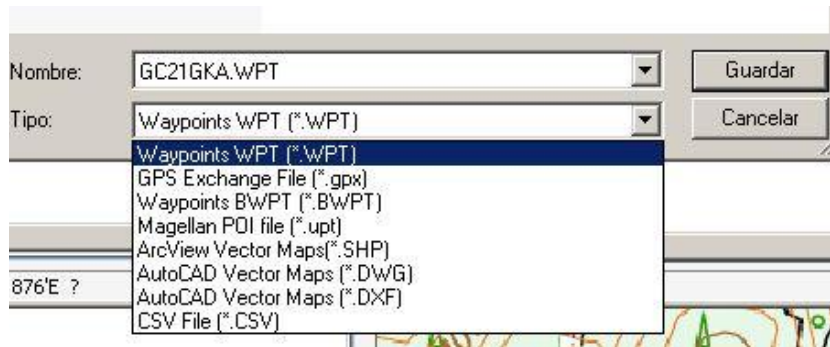 Nombre: GC21GKA.WPT Guardar
Tipo: Waypoints WPT (*.WPT) Cancelar
Waypoints WPT (*.WPT)
GPS Exchange File (*.gpx)
Waypoints BWPT (*.BWPT)
Magellan POI file (*.upt)
ArcView Vector Maps(*.SHP)
AutoCAD Vector Maps (*.DWG)
876'E ?
AutoCAD Vector Maps (*.DXF)
CSV File (*.CSV)